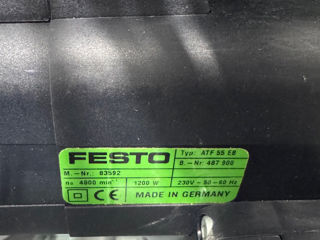 FESTO
Typ: ATF 55 EB
B.-Nr: 487 900
M.-Nr.: 83592
no 4800 min⁻¹
1200 W
230V ~ 50-60 Hz
CE
MADE IN GERMANY